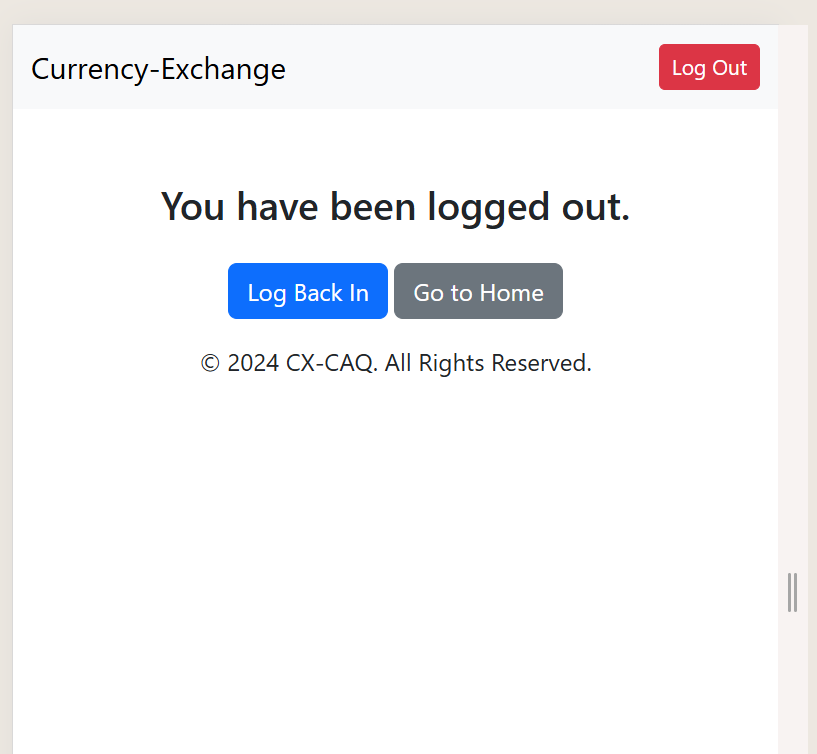 Currency-Exchange
Log Out
You have been logged out.
Log Back In
Go to Home
© 2024 CX-CAQ. All Rights Reserved.